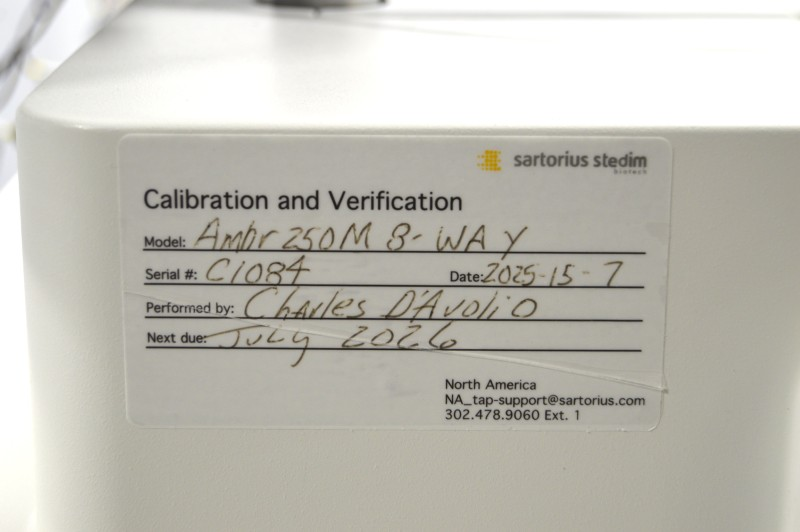 sartorius stedim
biotech
Calibration and Verification
Model: Ambr 250M 8-WAY
Serial #: C1084 Date: 2025-15-7
Performed by: Charles D'Avolio
Next due: July 2026
North America
NA_tap-support@sartorius.com
302.478.9060 Ext. 1